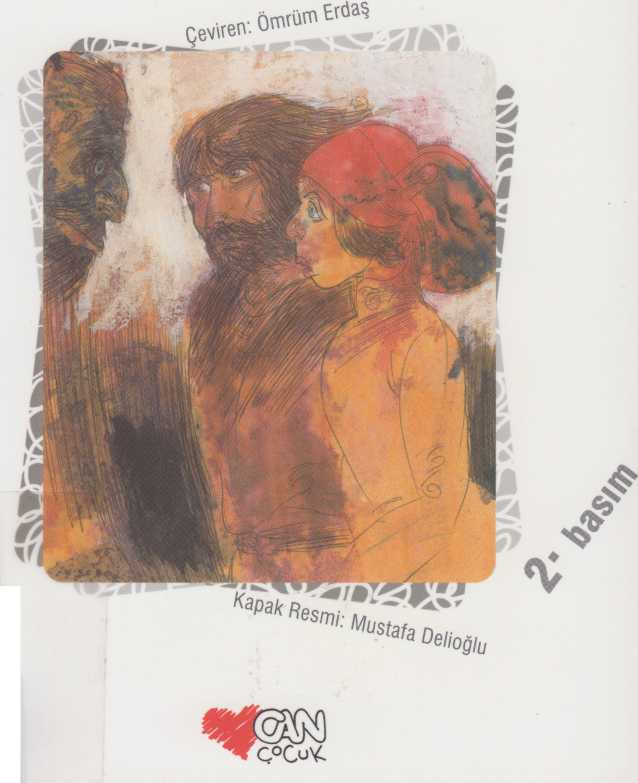 Çeviren: Ömrüm Erdaş
2. basım
Kapak Resmi: Mustafa Delioğlu
CAN
ÇOCUK